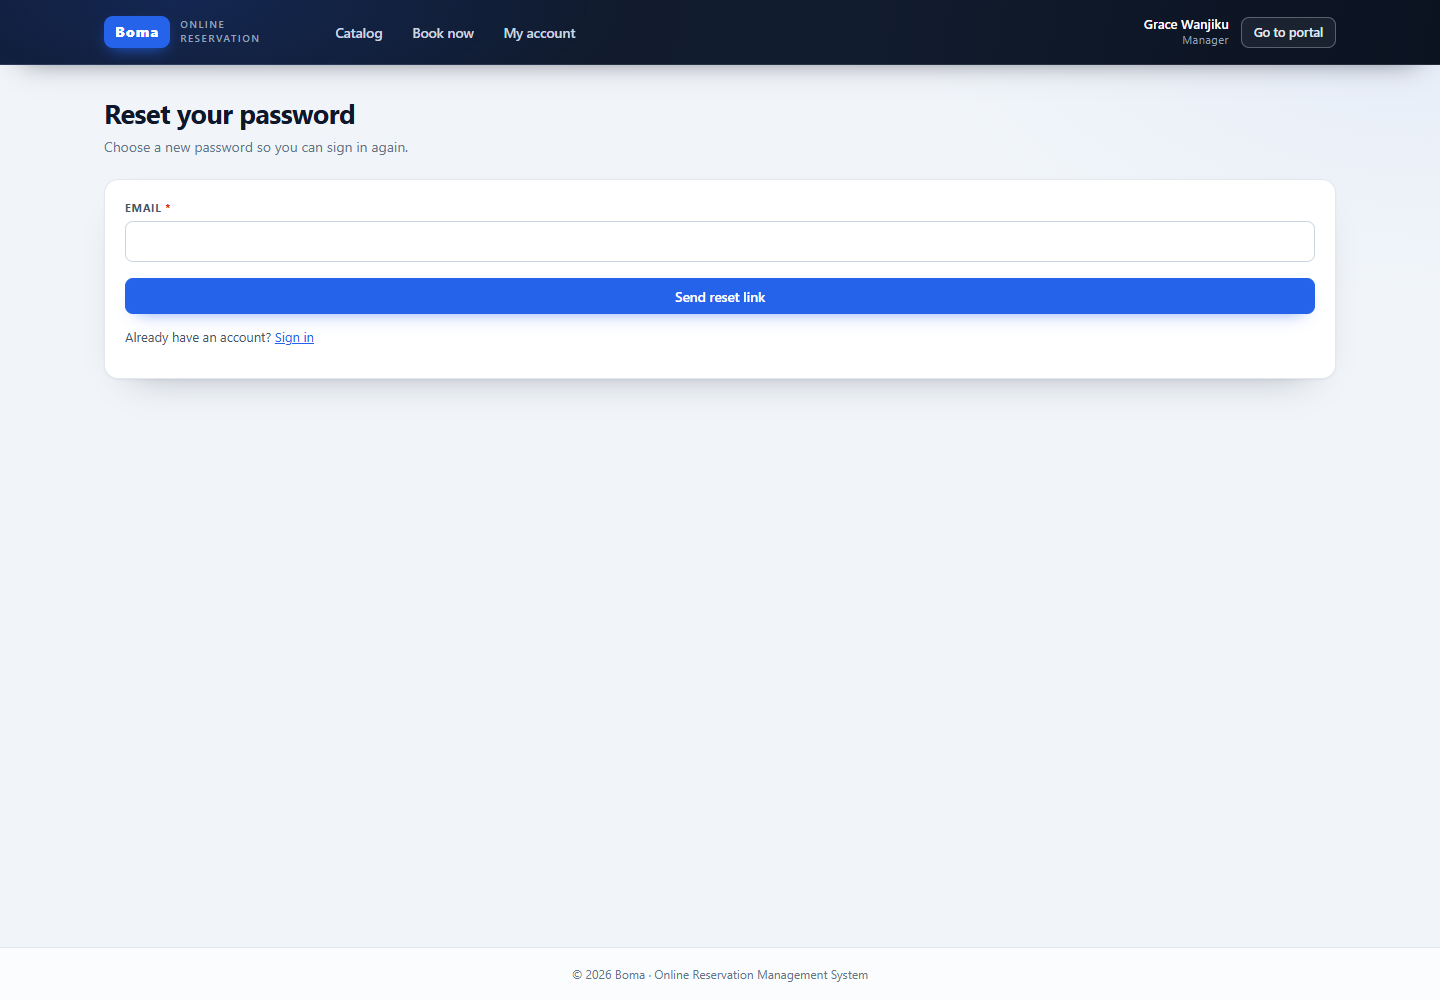 Boma
ONLINE
RESERVATION
Catalog
Book now
My account
Grace Wanjiku
Manager
Go to portal
Reset your password
Choose a new password so you can sign in again.
EMAIL *
Send reset link
Already have an account? Sign in
© 2026 Boma · Online Reservation Management System